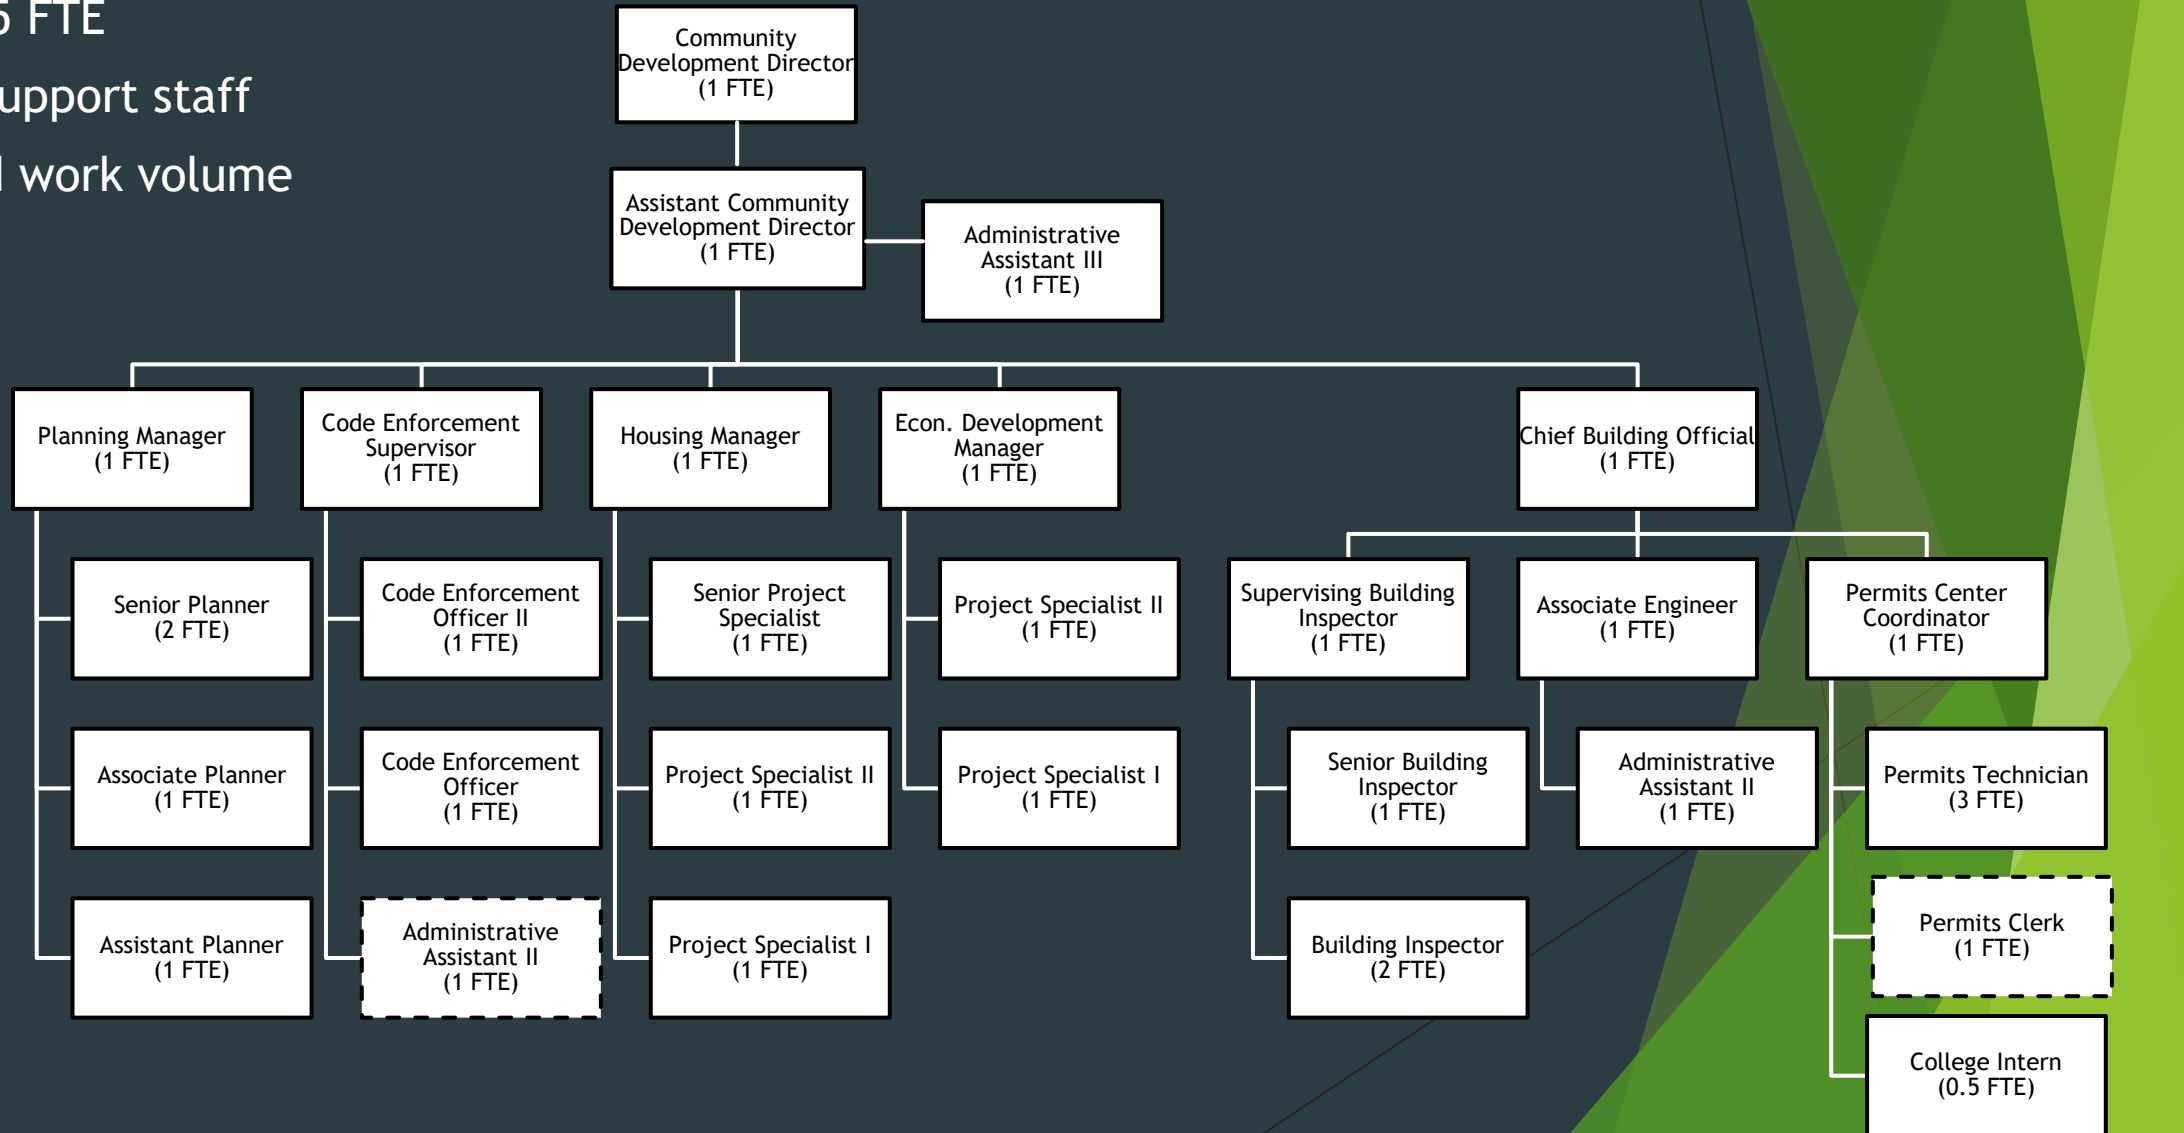 FTE
support staff
work volume
Community
Development Director
(1 FTE)
Assistant Community
Development Director
(1 FTE)
Administrative
Assistant III
(1 FTE)
Planning Manager
(1 FTE)
Code Enforcement
Supervisor
(1 FTE)
Housing Manager
(1 FTE)
Econ. Development
Manager
(1 FTE)
Chief Building Official
(1 FTE)
Senior Planner
(2 FTE)
Code Enforcement
Officer II
(1 FTE)
Senior Project
Specialist
(1 FTE)
Project Specialist II
(1 FTE)
Supervising Building
Inspector
(1 FTE)
Associate Engineer
(1 FTE)
Permits Center
Coordinator
(1 FTE)
Associate Planner
(1 FTE)
Code Enforcement
Officer
(1 FTE)
Project Specialist II
(1 FTE)
Project Specialist I
(1 FTE)
Senior Building
Inspector
(1 FTE)
Administrative
Assistant II
(1 FTE)
Permits Technician
(3 FTE)
Assistant Planner
(1 FTE)
Administrative
Assistant II
(1 FTE)
Project Specialist I
(1 FTE)
Building Inspector
(2 FTE)
Permits Clerk
(1 FTE)
College Intern
(0.5 FTE)